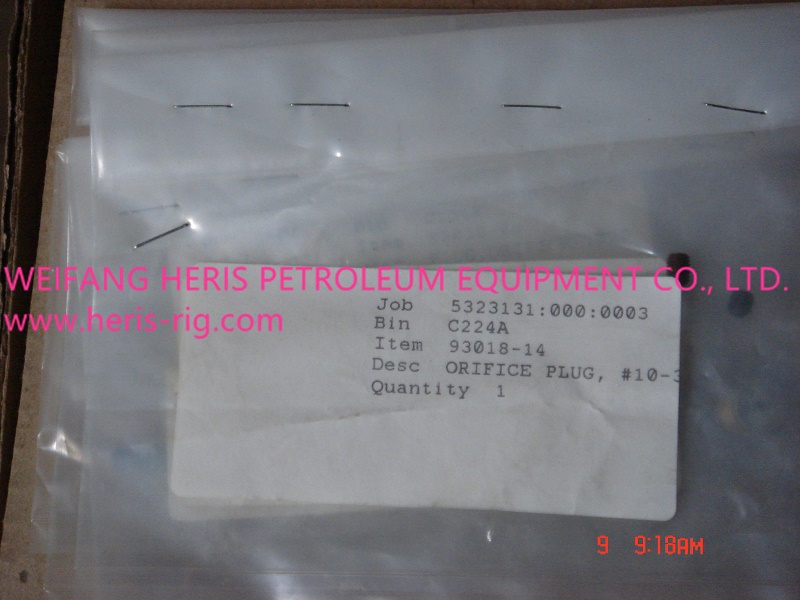 WEIFANG HERIS PETROLEUM EQUIPMENT CO., LTD.
www.heris-rig.com
Job 5323131:000:0003
Bin C224A
Item 93018-14
Desc ORIFICE PLUG, #10-3
Quantity 1
9 9:18AM